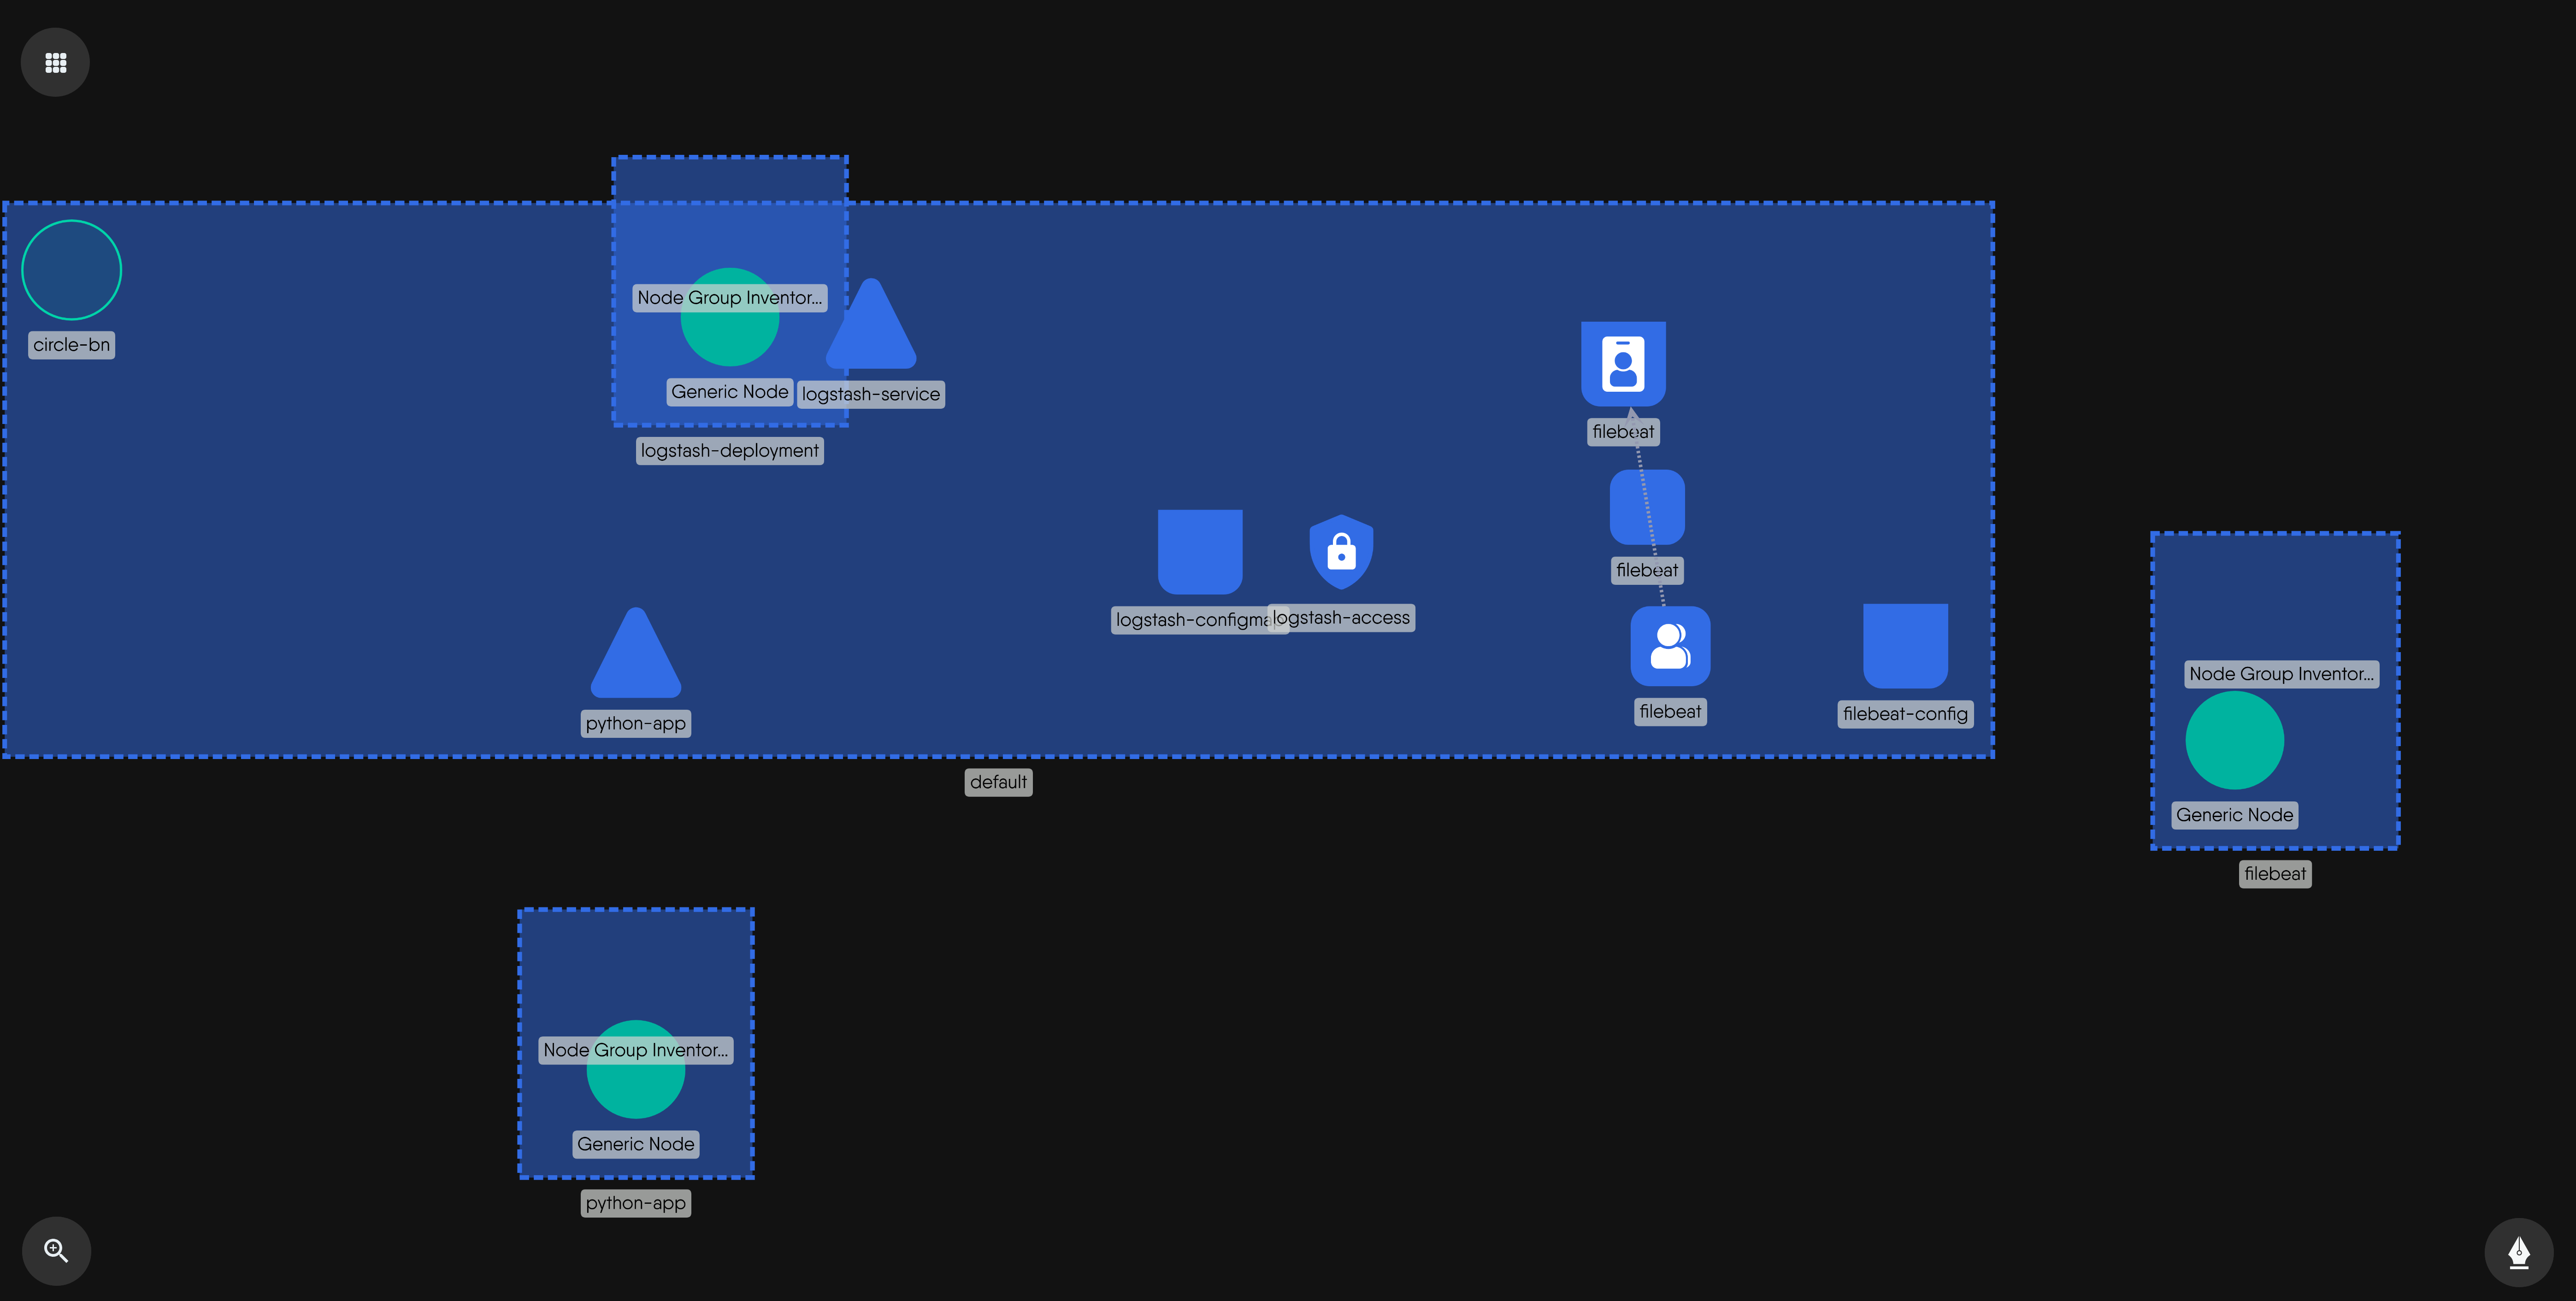 circle-bn
Node Group Inventor...
Generic Node
logstash-service
logstash-deployment
filebeat
filebeat
logstash-configma
logstash-access
filebeat
filebeat-config
python-app
default
Node Group Inventor...
Generic Node
filebeat
Node Group Inventor...
Generic Node
python-app